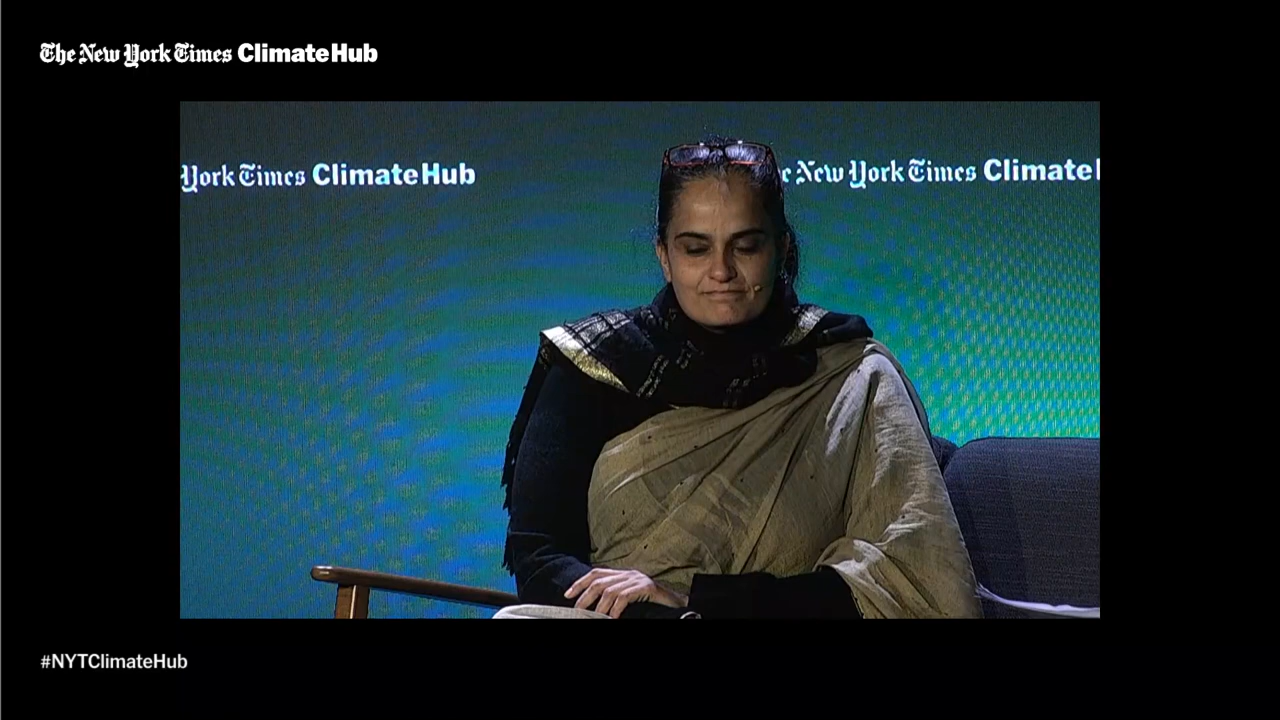 The New York Times Climate Hub
York Times Climate Hub
e New York Times Climate H
#NYTClimateHub